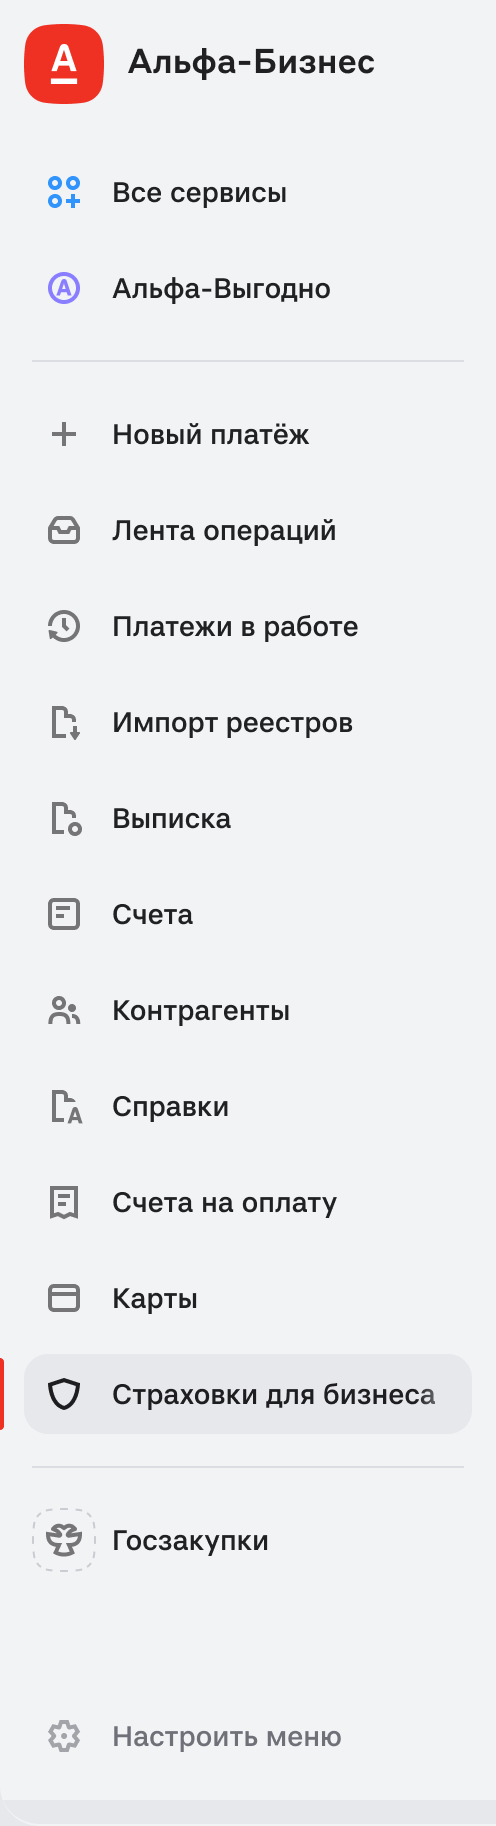 А
Альфа-Бизнес
Все сервисы
А
Альфа-Выгодно
Новый платёж
Лента операций
Платежи в работе
Импорт реестров
Выписка
Счета
Контрагенты
А
Справки
Счета на оплату
Карты
Страховки для бизнеса
Госзакупки
Настроить меню